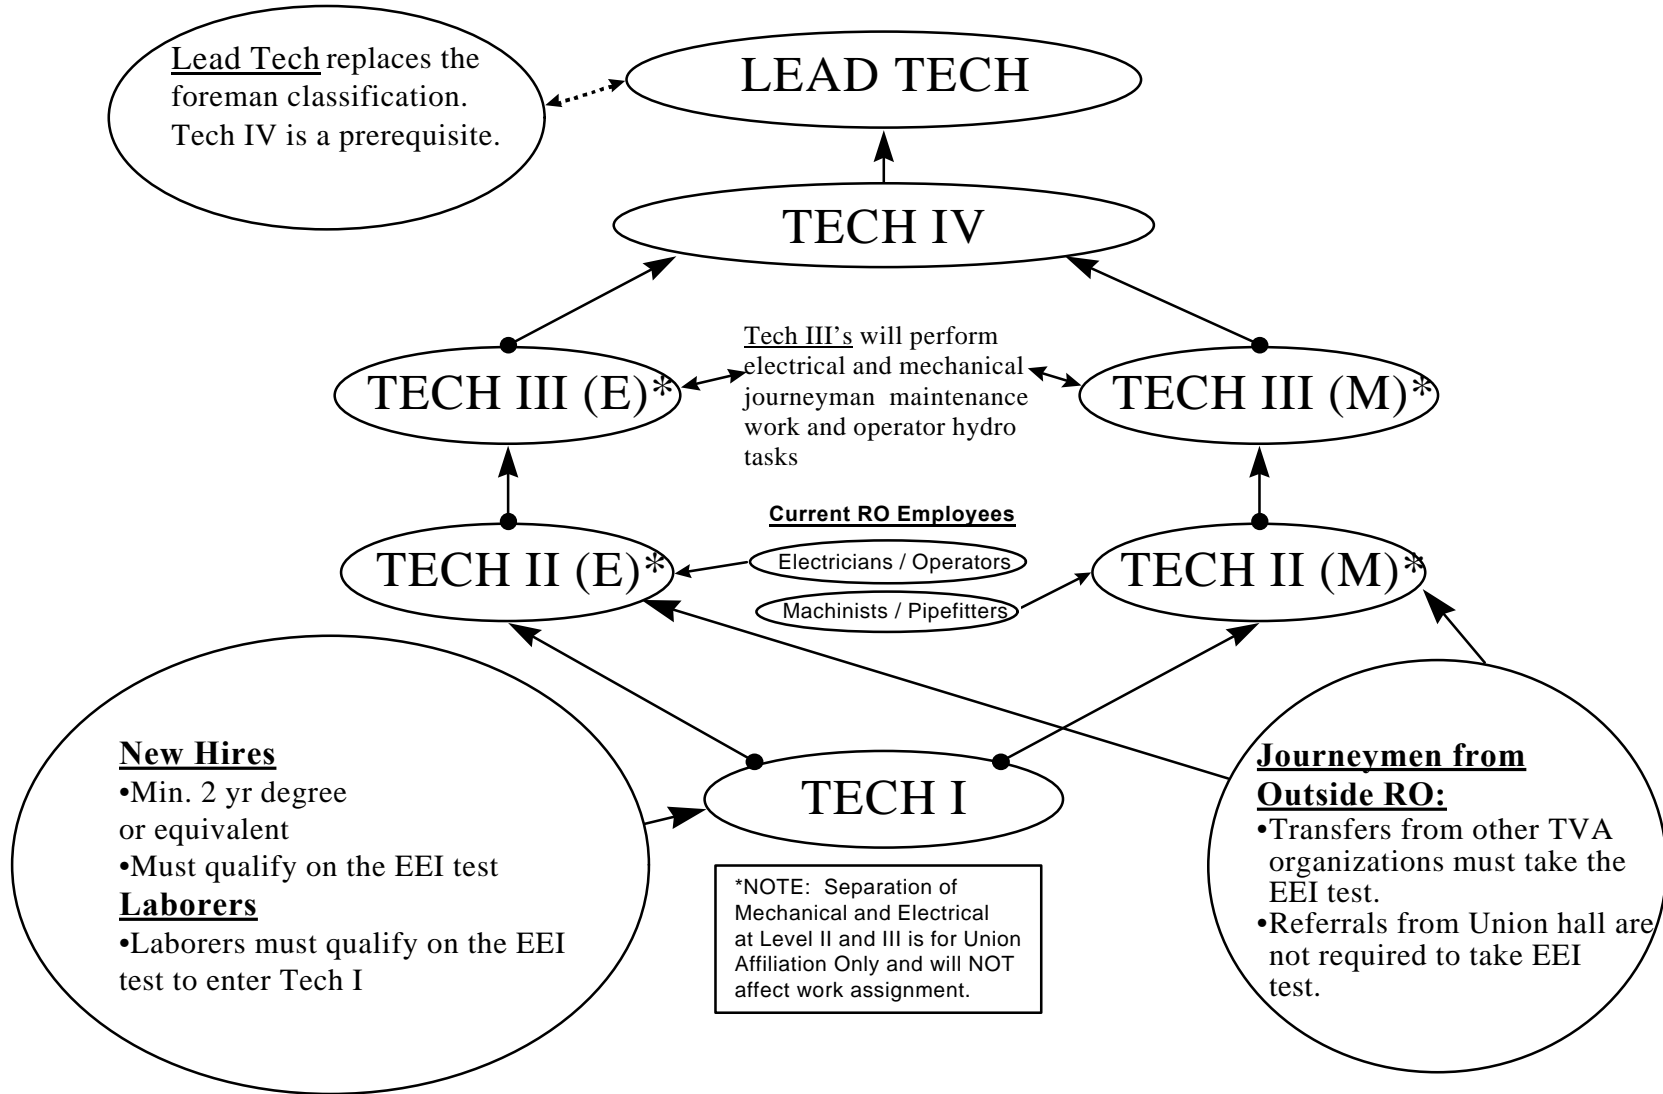 Lead Tech replaces the
foreman classification.
Tech IV is a prerequisite.
LEAD TECH
TECH IV
Tech III's will perform
electrical and mechanical
journeyman maintenance
work and operator hydro
tasks
TECH III (E)*
TECH III (M)*
Current RO Employees
Electricians / Operators
Machinists / Pipefitters
TECH II (E)*
TECH II (M)*
New Hires
•Min. 2 yr degree
or equivalent
•Must qualify on the EEI test
Laborers
•Laborers must qualify on the EEI
test to enter Tech I
TECH I
*NOTE: Separation of
Mechanical and Electrical
at Level II and III is for Union
Affiliation Only and will NOT
affect work assignment.
Journeymen from
Outside RO:
•Transfers from other TVA
organizations must take the
EEI test.
•Referrals from Union hall are
not required to take EEI
test.